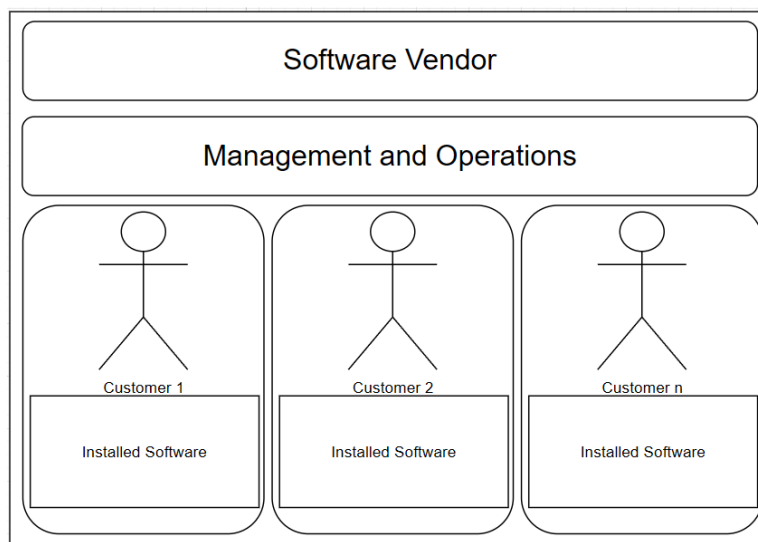 Software Vendor
Management and Operations
Customer 1
Customer 2
Customer n
Installed Software
Installed Software
Installed Software